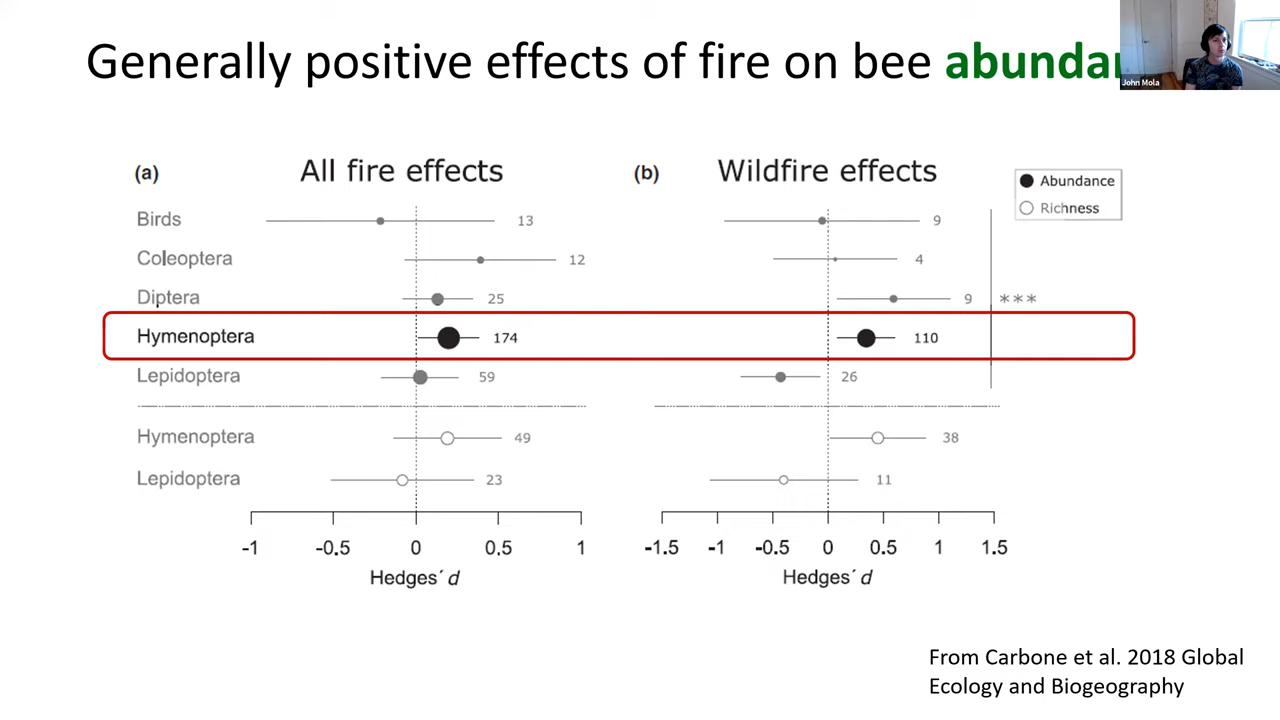 Generally positive effects of fire on bee abundan
John Mola
(a) All fire effects
(b) Wildfire effects
Abundance
Richness
Birds 13 9
Coleoptera 12 4
Diptera 25 9 ***
Hymenoptera 174 110
Lepidoptera 59 26
Hymenoptera 49 38
Lepidoptera 23 11
-1 -0.5 0 0.5 1
-1.5 -1 -0.5 0 0.5 1 1.5
Hedges´ d
Hedges´ d
From Carbone et al. 2018 Global
Ecology and Biogeography